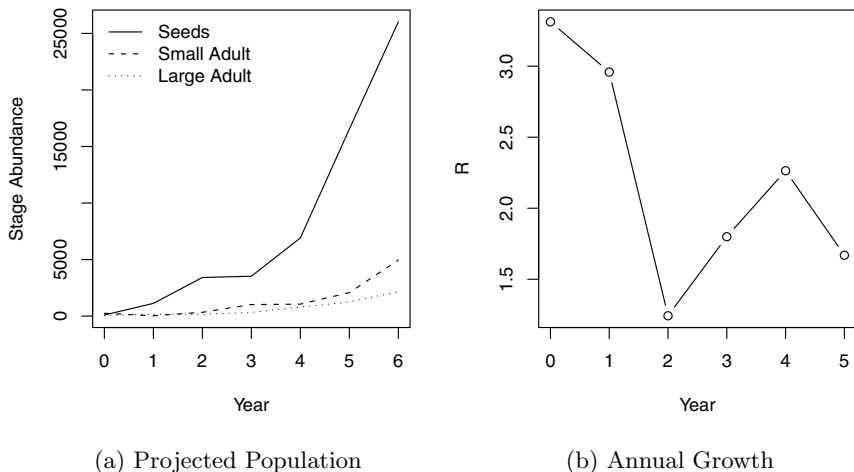 Seeds
Small Adult
Large Adult
Stage Abundance
25000
15000
5000
0
0 1 2 3 4 5 6
Year
(a) Projected Population
R
3.0
2.5
2.0
1.5
0 1 2 3 4 5
Year
(b) Annual Growth